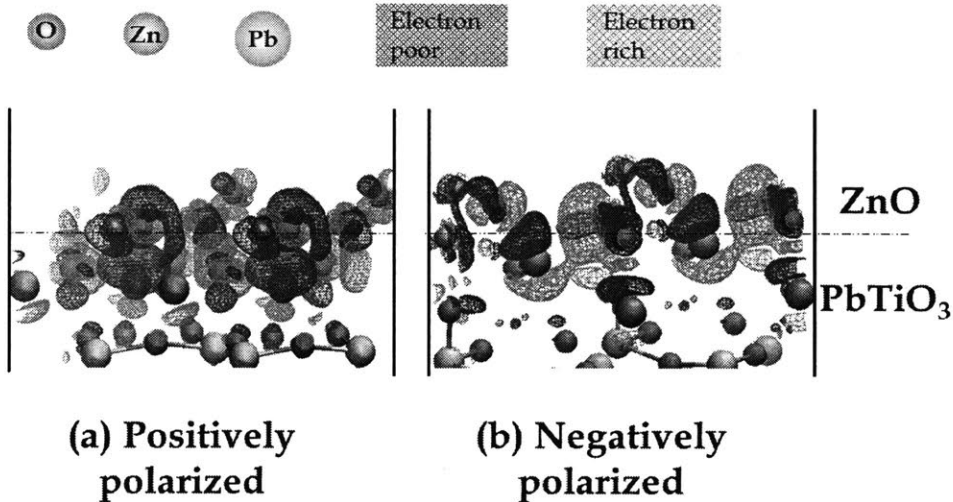 O Zn Pb Electron Electron
poor rich
ZnO
PbTiO₃
(a) Positively (b) Negatively
polarized polarized